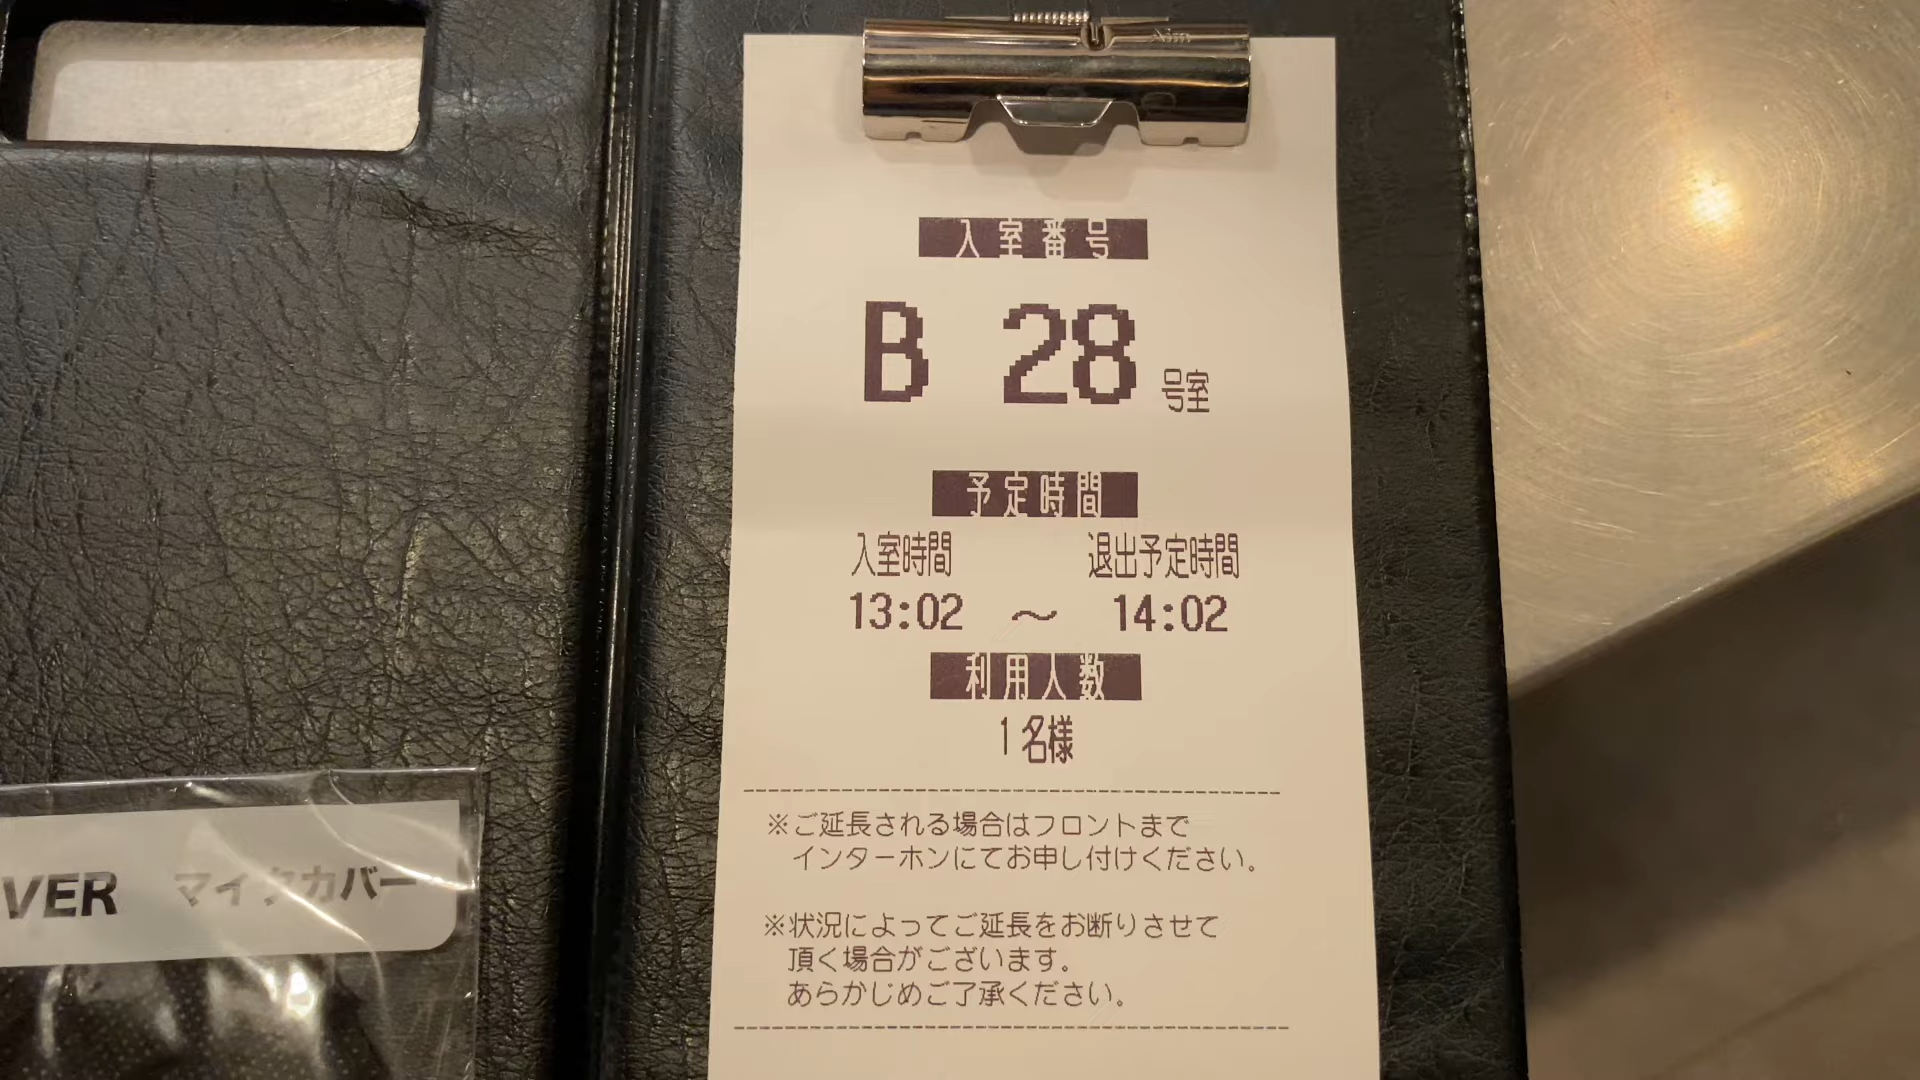 入室番号
B 28 号室
予定時間
入室時間 退出予定時間
13:02 〜 14:02
利用人数
1名様
※ご延長される場合はフロントまで
インターホンにてお申し付けください。
※状況によってご延長をお断りさせて
頂く場合がございます。
あらかじめご了承ください。
VER マイクカバー